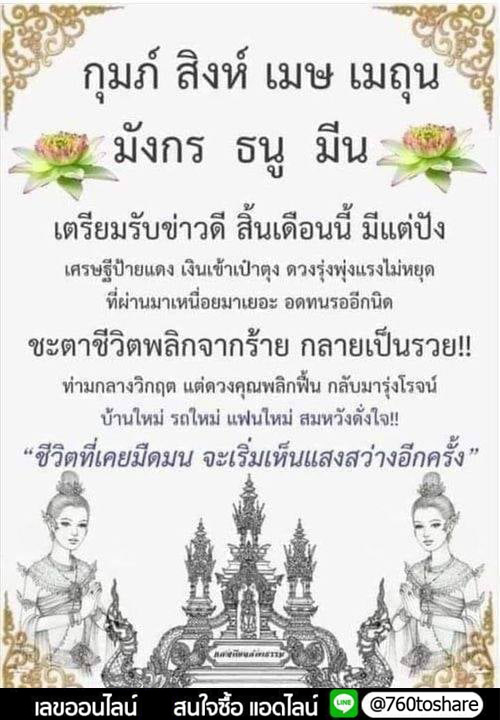 กุมภ์ สิงห์ เมษ เมถุน
มังกร ธนู มีน
เตรียมรับข่าวดี สิ้นเดือนนี้ มีแต่ปัง
เศรษฐีป้ายแดง เงินเข้าเป๋าตุง ดวงรุ่งพุ่งแรงไม่หยุด
ที่ผ่านมาเหนื่อยมาเยอะ อดทนรออีกนิด
ชะตาชีวิตพลิกจากร้าย กลายเป็นรวย!!
ท่ามกลางวิกฤต แต่ดวงคุณพลิกฟื้น กลับมารุ่งโรจน์
บ้านใหม่ รถใหม่ แฟนใหม่ สมหวังดั่งใจ!!
“ชีวิตที่เคยมืดมน จะเริ่มเห็นแสงสว่างอีกครั้ง”
เลขออนไลน์ สนใจซื้อ แอดไลน์ LINE @760toshare